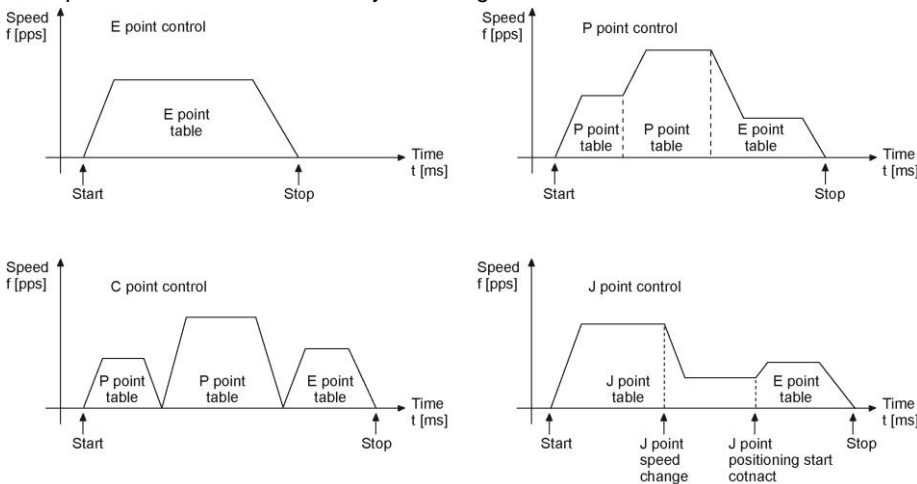 Speed
f [pps]
E point control
E point
table
Time
t [ms]
Start
Stop
Speed
f [pps]
P point control
P point
table
P point
table
E point
table
Time
t [ms]
Start
Stop
Speed
f [pps]
C point control
P point
table
P point
table
E point
table
Time
t [ms]
Start
Stop
Speed
f [pps]
J point control
J point
table
E point
table
Time
t [ms]
Start
J point
speed
change
J point
positioning start
cotnact
Stop